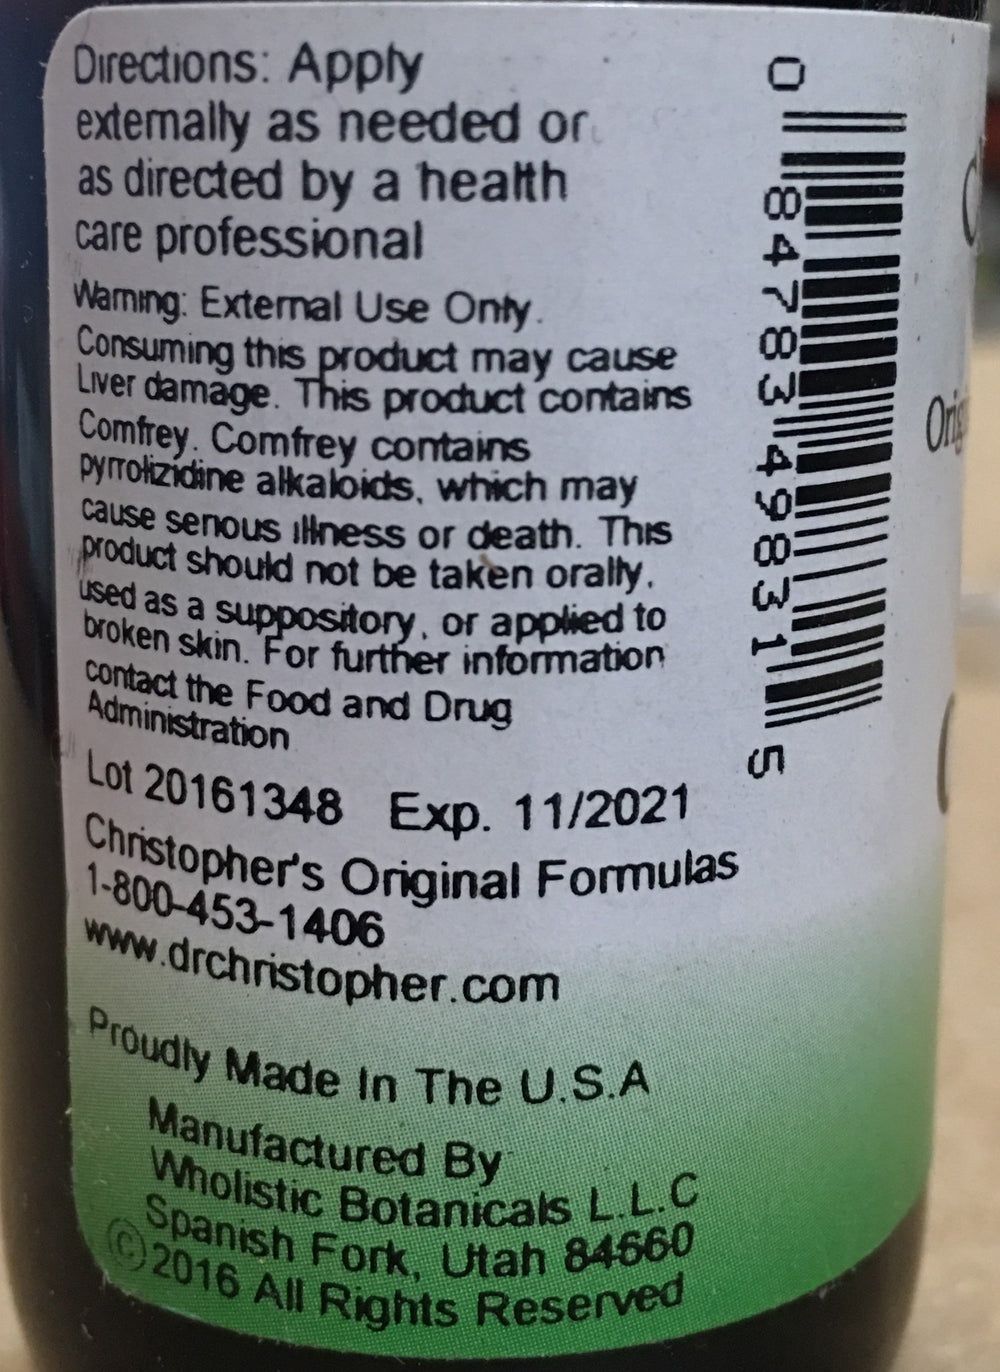 Directions: Apply
externally as needed or
as directed by a health
care professional
Warning: External Use Only.
Consuming this product may cause
Liver damage. This product contains
Comfrey. Comfrey contains
pyrrolizidine alkaloids, which may
cause serious illness or death. This
product should not be taken orally,
used as a suppository, or applied to
broken skin. For further information
contact the Food and Drug
Administration
Lot 20161348 Exp. 11/2021
Christopher's Original Formulas
1-800-453-1406
www.drchristopher.com
Proudly Made In The U.S.A
Manufactured By
Wholistic Botanicals L.L.C
Spanish Fork, Utah 84660
©2016 All Rights Reserved
0 84783 49831 5